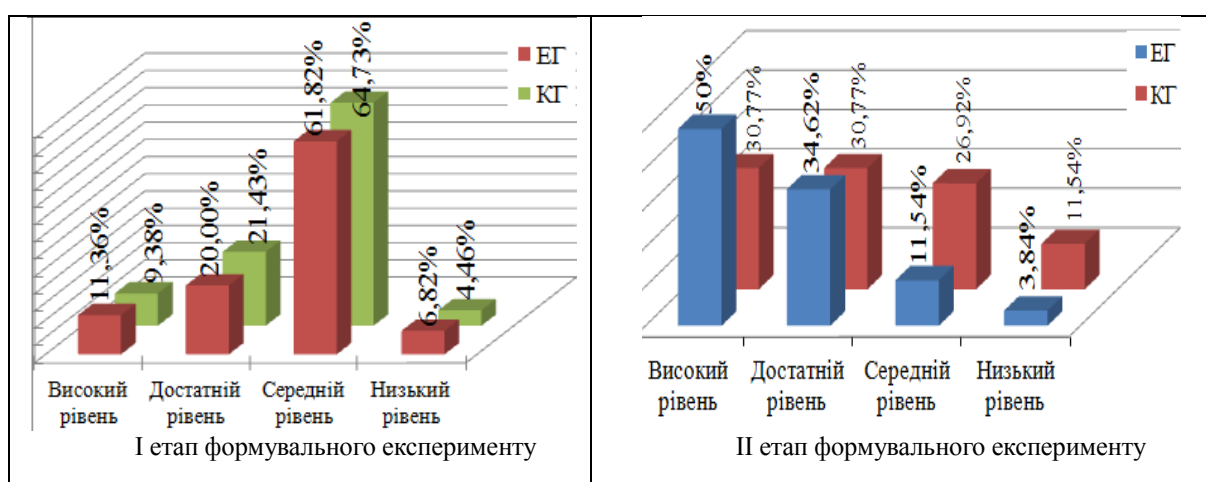 ЕГ
КГ
11,36%
9,38%
20,00%
21,43%
61,82%
64,73%
6,82%
4,46%
Високий рівень
Достатній рівень
Середній рівень
Низький рівень
І етап формувального експерименту
ЕГ
КГ
50%
30,77%
34,62%
30,77%
11,54%
26,92%
3,84%
11,54%
Високий рівень
Достатній рівень
Середній рівень
Низький рівень
ІІ етап формувального експерименту